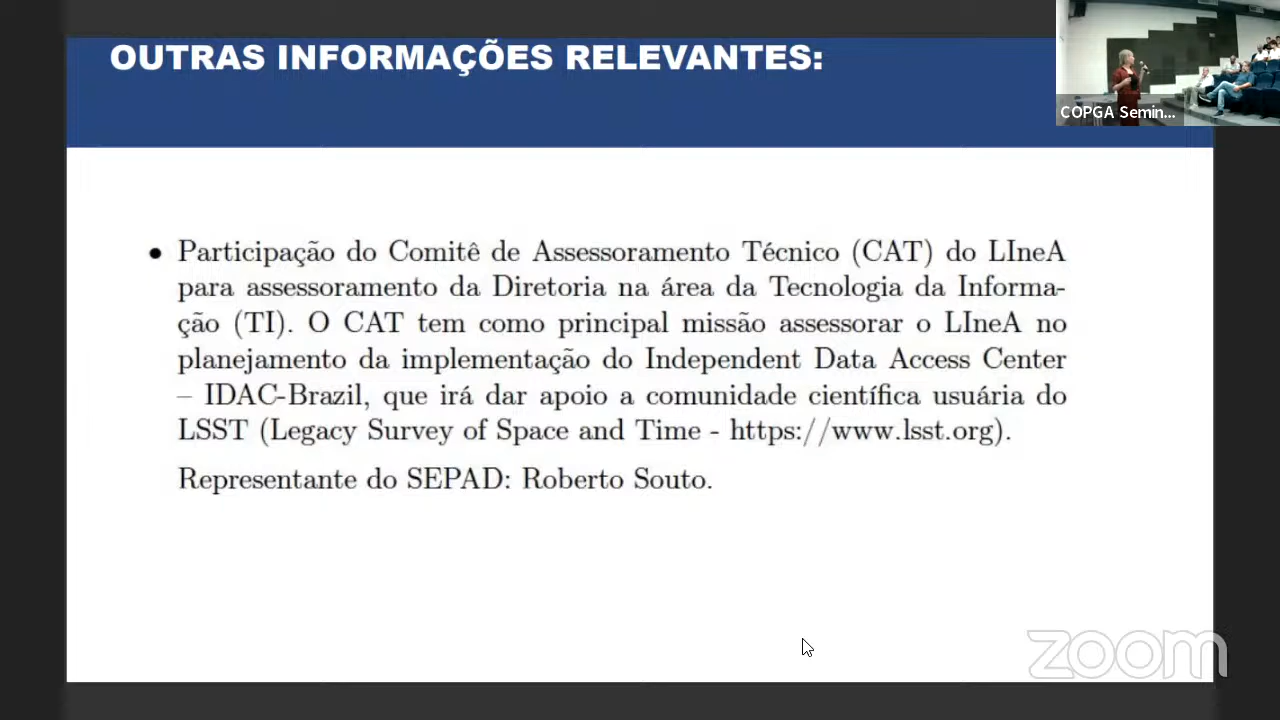 OUTRAS INFORMAÇÕES RELEVANTES:
COPGA Semin...
• Participação do Comitê de Assessoramento Técnico (CAT) do LIneA
para assessoramento da Diretoria na área da Tecnologia da Informa-
ção (TI). O CAT tem como principal missão assessorar o LIneA no
planejamento da implementação do Independent Data Access Center
– IDAC-Brazil, que irá dar apoio a comunidade científica usuária do
LSST (Legacy Survey of Space and Time - https://www.lsst.org).
Representante do SEPAD: Roberto Souto.
zoom